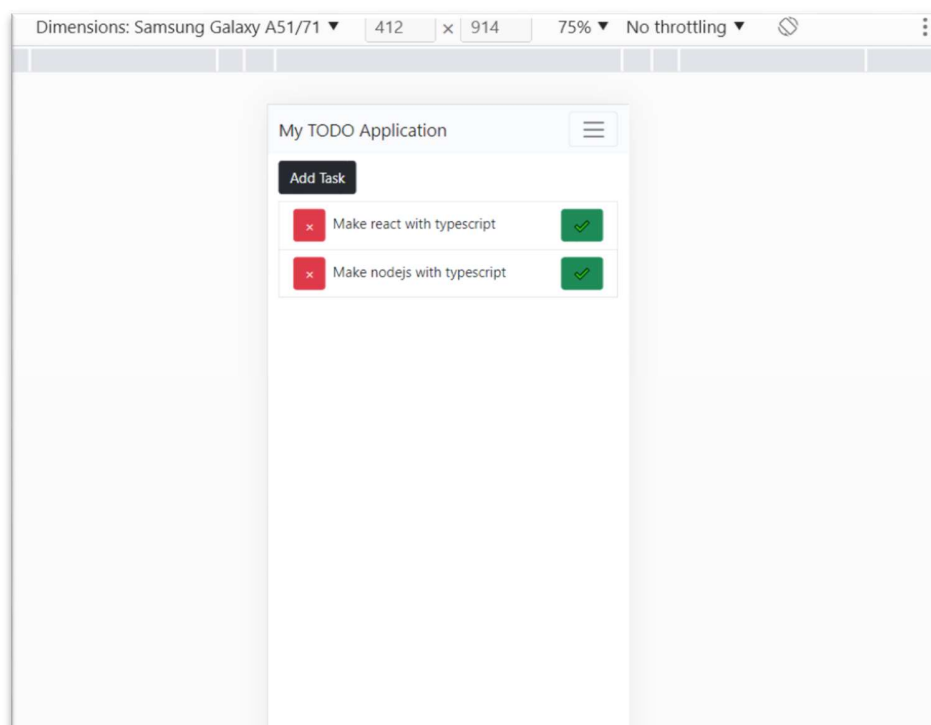 Dimensions: Samsung Galaxy A51/71 ▼ 412 × 914 75% ▼ No throttling ▼
My TODO Application
Add Task
× Make react with typescript
× Make nodejs with typescript